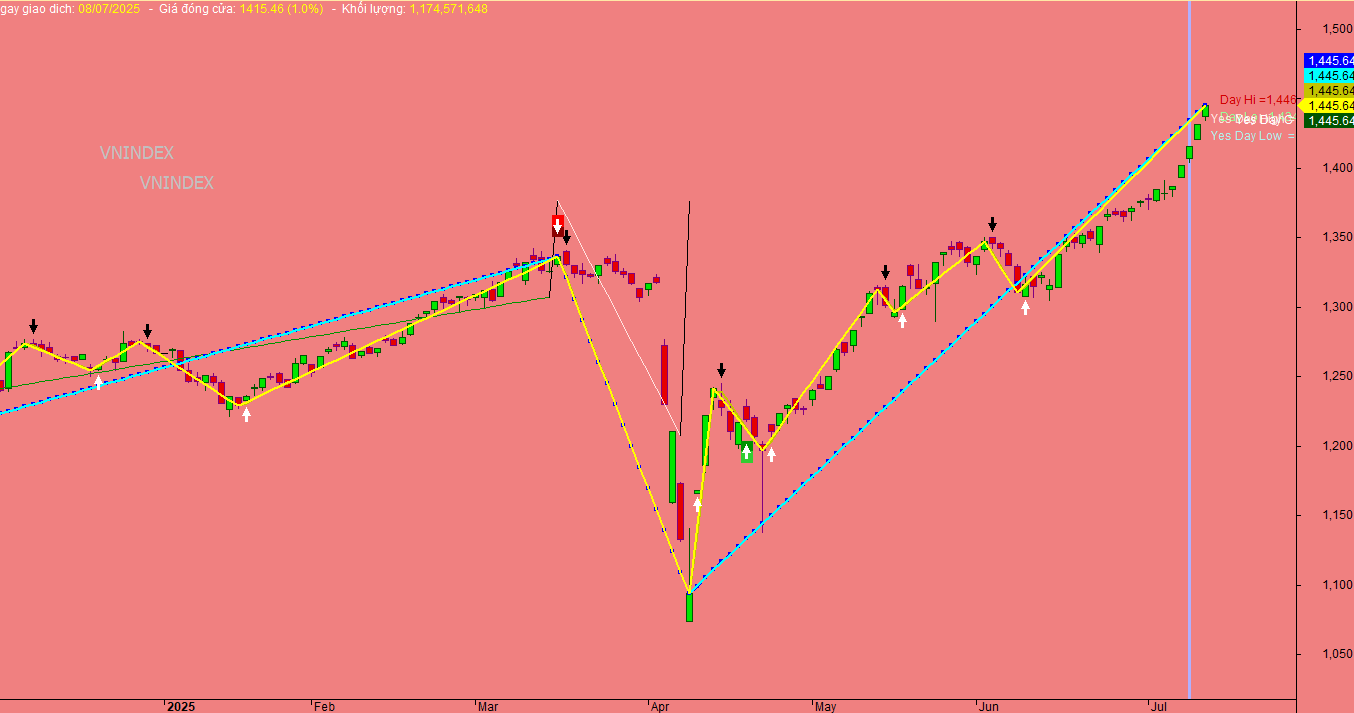 gay giao dich: 08/07/2025 - Giá đóng cửa: 1415.46 (1.0%) - Khối lượng: 1,174,571,648
1,500
1,445.64
1,445.64
1,445.64
Day Hi =1,446
1,445.64
1,445.64
Yes Day Low =
VNINDEX
VNINDEX
1,400
1,350
1,300
1,250
1,200
1,150
1,100
1,050
2025 Feb Mar Apr May Jun Jul